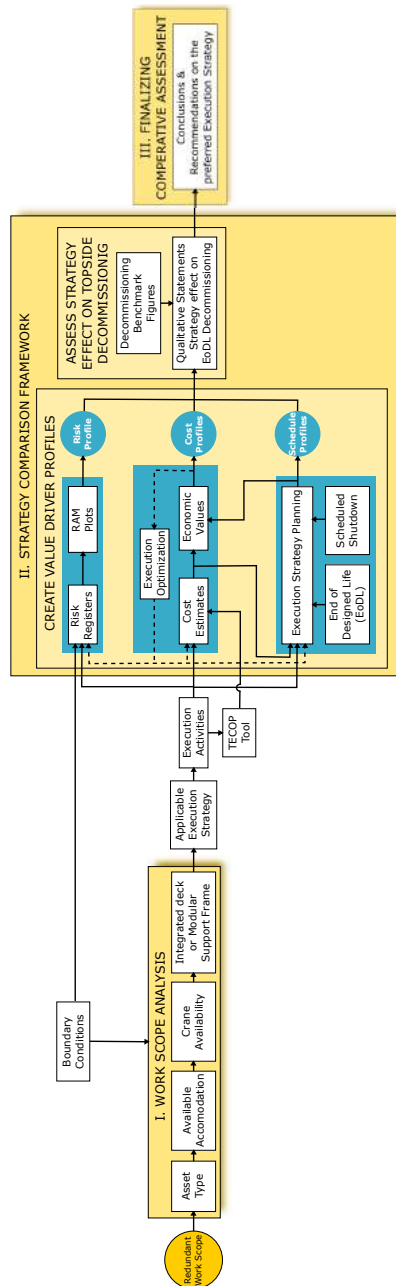 Redundant
Work Scope
I. WORK SCOPE ANALYSIS
Asset
Type
Available
Accomodation
Crane
Availability
Integrated deck
or Modular
Support Frame
Boundary
Conditions
Applicable
Execution
Strategy
Execution
Activities
TECOP
Tool
II. STRATEGY COMPARISON FRAMEWORK
CREATE VALUE DRIVER PROFILES
Risk
Registers
RAM
Plots
Risk
Profile
Execution
Optimization
Cost
Estimates
Economic
Values
Cost
Profiles
Execution Strategy Planning
End of
Designed Life
(EoDL)
Scheduled
Shutdown
Schedule
Profiles
ASSESS STRATEGY
EFFECT ON TOPSIDE
DECOMMISSIONIG
Decommissioning
Benchmark
Figures
Qualitative Statements
Strategy effect on
EoDL Decommissioning
III. FINALIZING
COMPERATIVE ASSESSMENT
Conclusions &
Recommendations on the
preferred Execution Strategy